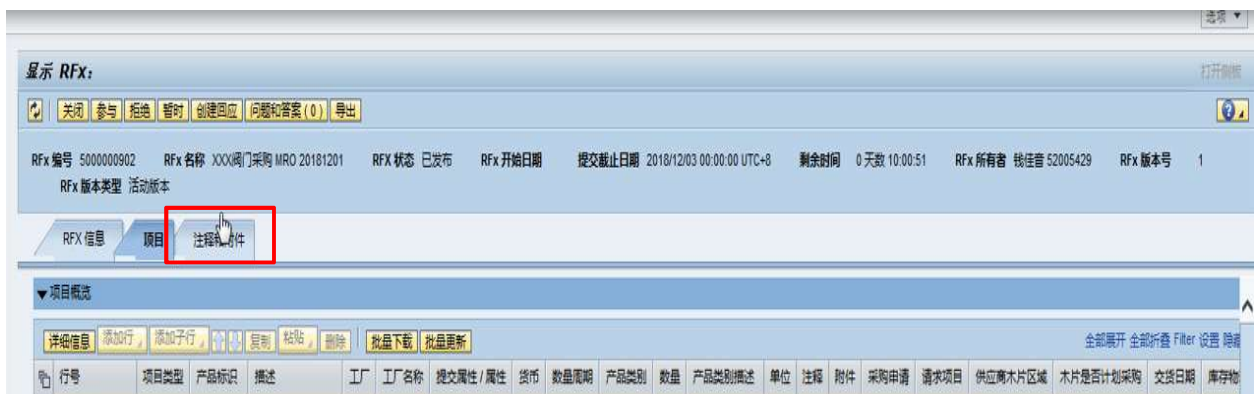 选项
显示 RFx:
打开侧板
关闭 参与 拒绝 暂时 创建回应 问题和答案 ( 0 ) 导出
RFx 编号 5000000902 RFx 名称 XXX阀门采购 MRO 20181201 RFX 状态 已发布 RFx 开始日期 提交截止日期 2018/12/03 00:00:00 UTC+8 剩余时间 0 天数 10:00:51 RFx 所有者 钱佳音 52005429 RFx 版本号 1
RFx 版本类型 活动版本
RFX 信息 项目 注释和附件
项目概览
详细信息 添加行 添加子行 复制 粘贴 删除 批量下载 批量更新 全部展开 全部折叠 Filter 设置 隐藏
行号 项目类型 产品标识 描述 工厂 工厂名称 提交属性 / 属性 货币 数量周期 产品类别 数量 产品类别描述 单位 注释 附件 采购申请 请求项目 供应商木片区域 木片是否计划采购 交货日期 库存物